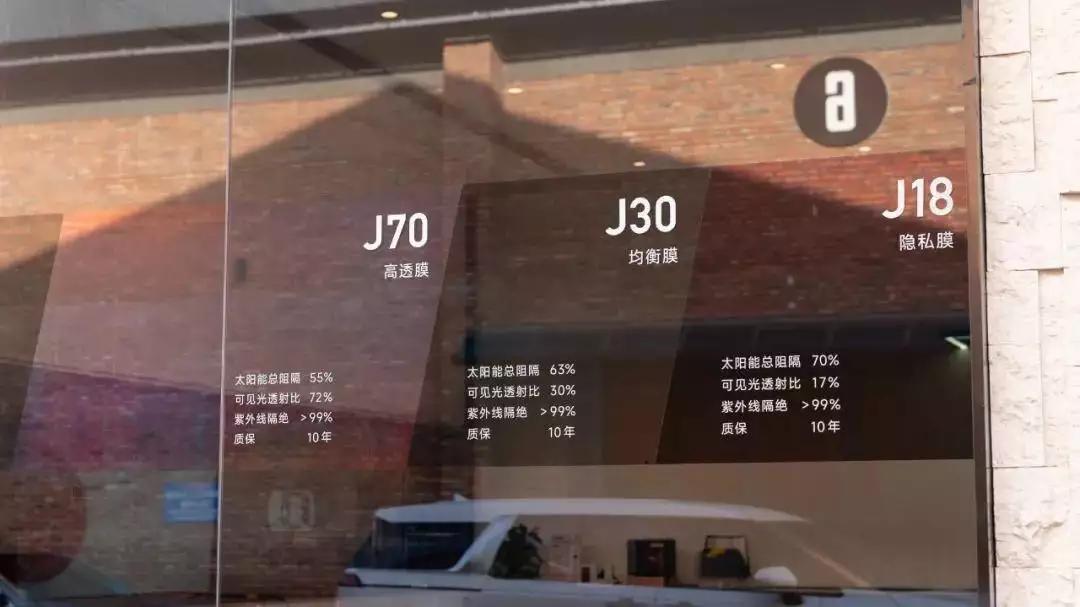 a
J70
高透膜
太阳能总阻隔 55%
可见光透射比 72%
紫外线隔绝 >99%
质保 10年
J30
均衡膜
太阳能总阻隔 63%
可见光透射比 30%
紫外线隔绝 >99%
质保 10年
J18
隐私膜
太阳能总阻隔 70%
可见光透射比 17%
紫外线隔绝 >99%
质保 10年